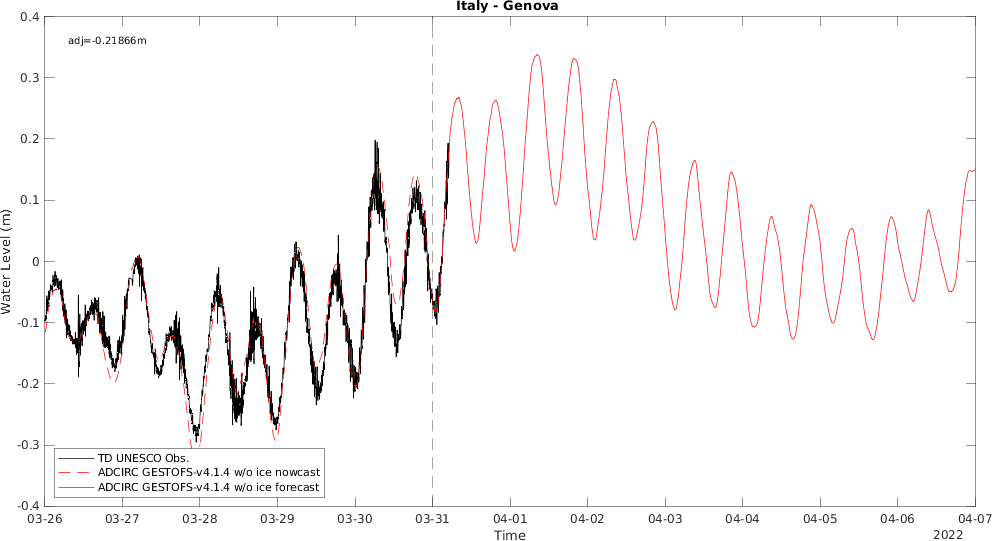 Italy - Genova
adj=-0.21866m
0.4
0.3
0.2
0.1
0
-0.1
-0.2
-0.3
-0.4
Water Level (m)
TD UNESCO Obs.
ADCIRC GESTOFS-v4.1.4 w/o ice nowcast
ADCIRC GESTOFS-v4.1.4 w/o ice forecast
03-26 03-27 03-28 03-29 03-30 03-31 04-01 04-02 04-03 04-04 04-05 04-06 04-07
Time
2022